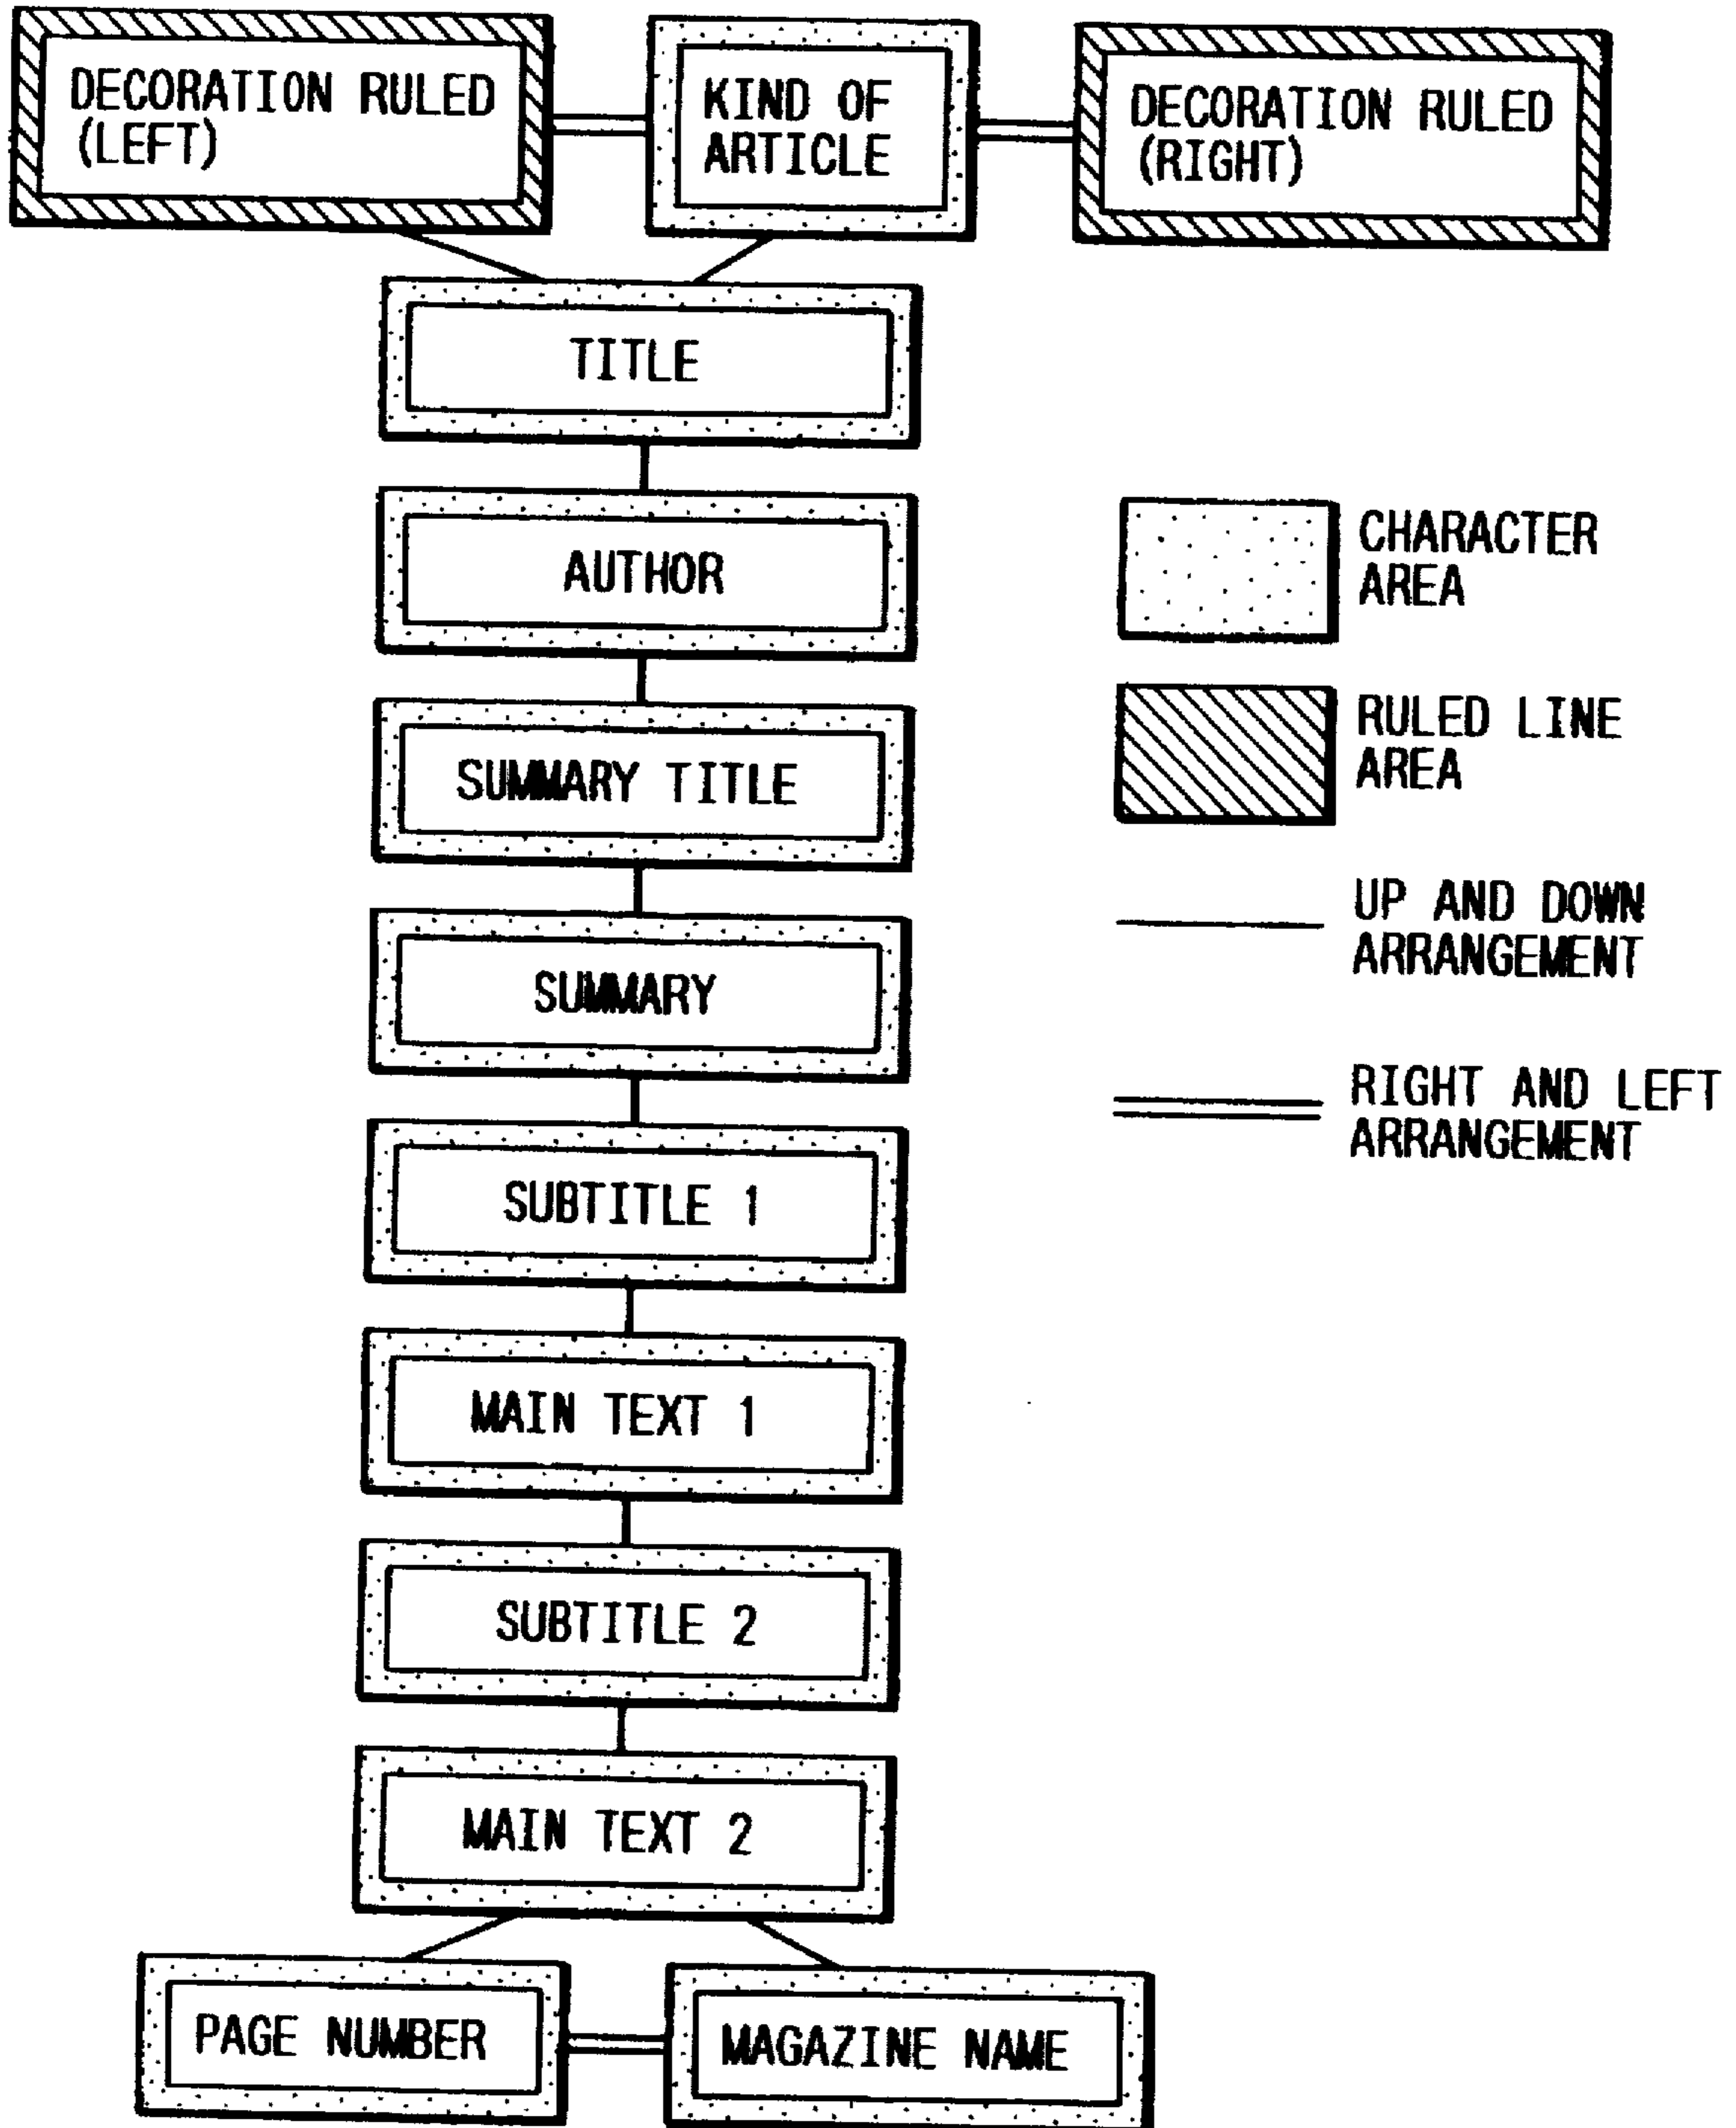 DECORATION RULED
(LEFT)
KIND OF
ARTICLE
DECORATION RULED
(RIGHT)
TITLE
AUTHOR
SUMMARY TITLE
SUMMARY
SUBTITLE 1
MAIN TEXT 1
SUBTITLE 2
MAIN TEXT 2
PAGE NUMBER
MAGAZINE NAME
CHARACTER
AREA
RULED LINE
AREA
UP AND DOWN
ARRANGEMENT
RIGHT AND LEFT
ARRANGEMENT